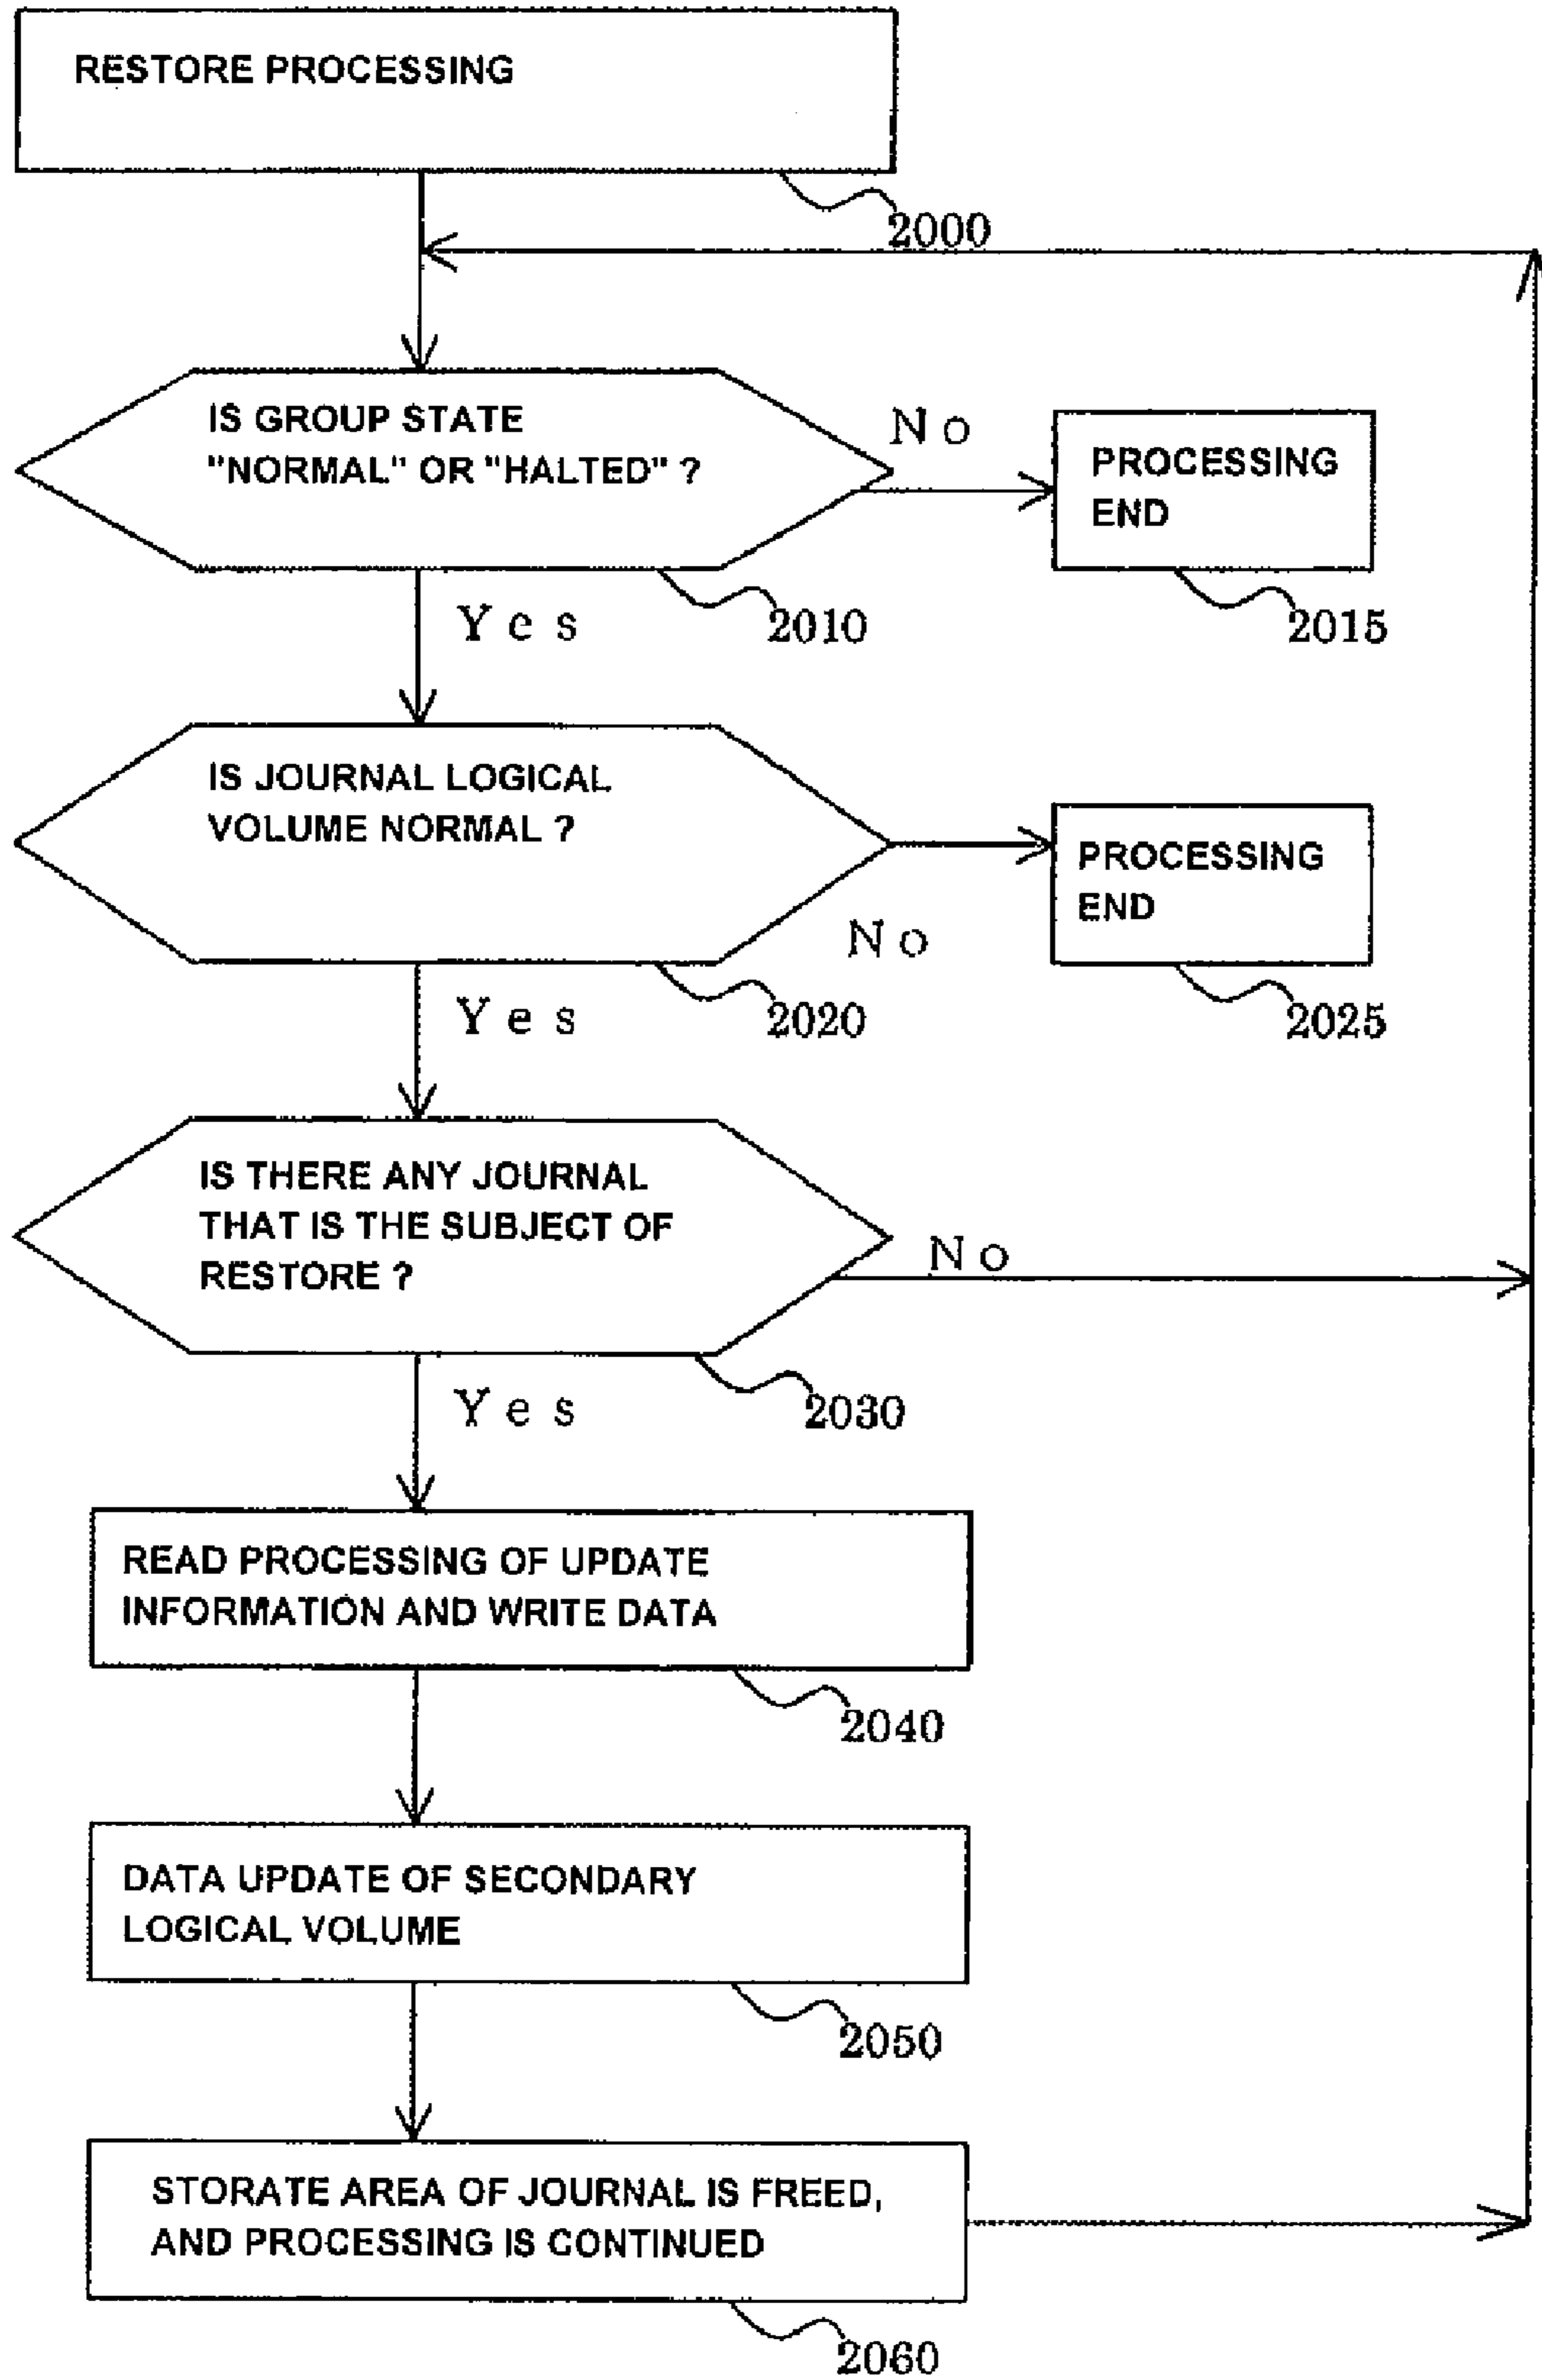 RESTORE PROCESSING
2000
IS GROUP STATE
"NORMAL" OR "HALTED" ?
No
PROCESSING
END
Yes
2010
2015
IS JOURNAL LOGICAL
VOLUME NORMAL ?
PROCESSING
END
No
Yes
2020
2025
IS THERE ANY JOURNAL
THAT IS THE SUBJECT OF
RESTORE ?
No
Yes
2030
READ PROCESSING OF UPDATE
INFORMATION AND WRITE DATA
2040
DATA UPDATE OF SECONDARY
LOGICAL VOLUME
2050
STORATE AREA OF JOURNAL IS FREED,
AND PROCESSING IS CONTINUED
2060